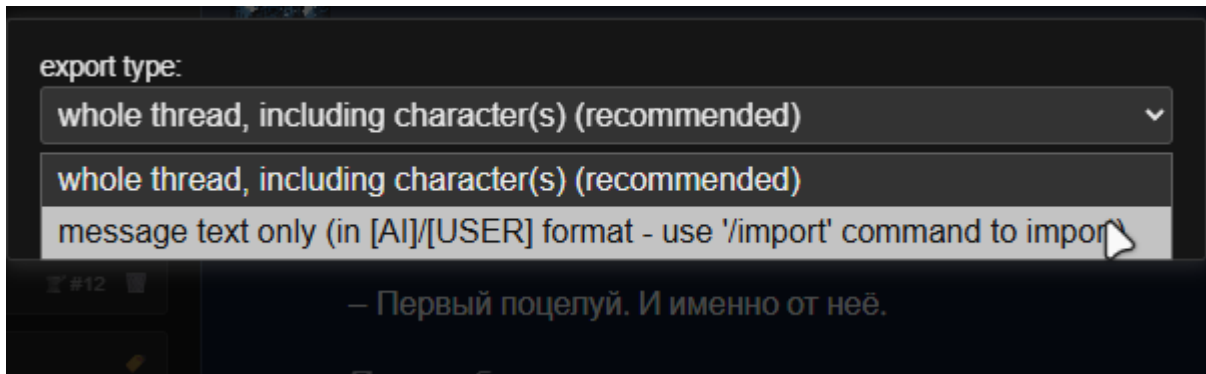 export type:
whole thread, including character(s) (recommended)
whole thread, including character(s) (recommended)
message text only (in [AI]/[USER] format - use '/import' command to import)
#12
– Первый поцелуй. И именно от неё.